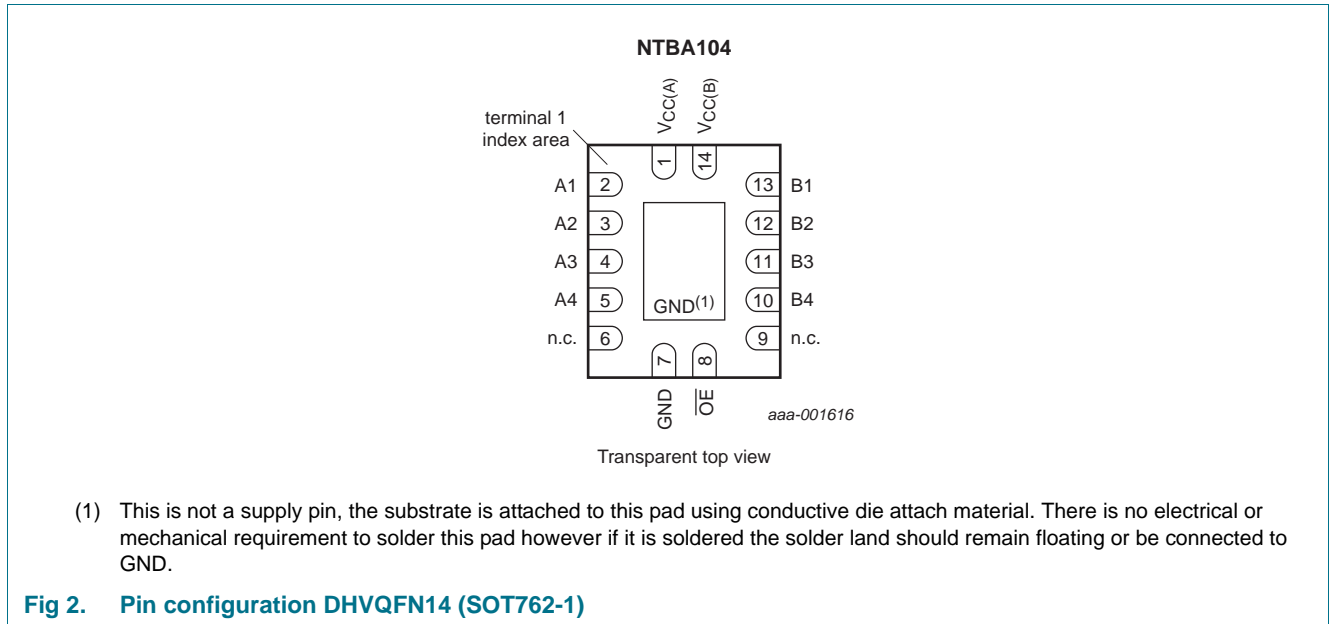 NTBA104
terminal 1
index area
VCC(A)
VCC(B)
1
14
A1 2
13 B1
A2 3
12 B2
A3 4
11 B3
A4 5
10 B4
GND(1)
n.c. 6
9 n.c.
7
8
GND
OE
aaa-001616
Transparent top view
(1) This is not a supply pin, the substrate is attached to this pad using conductive die attach material. There is no electrical or
mechanical requirement to solder this pad however if it is soldered the solder land should remain floating or be connected to
GND.
Fig 2. Pin configuration DHVQFN14 (SOT762-1)